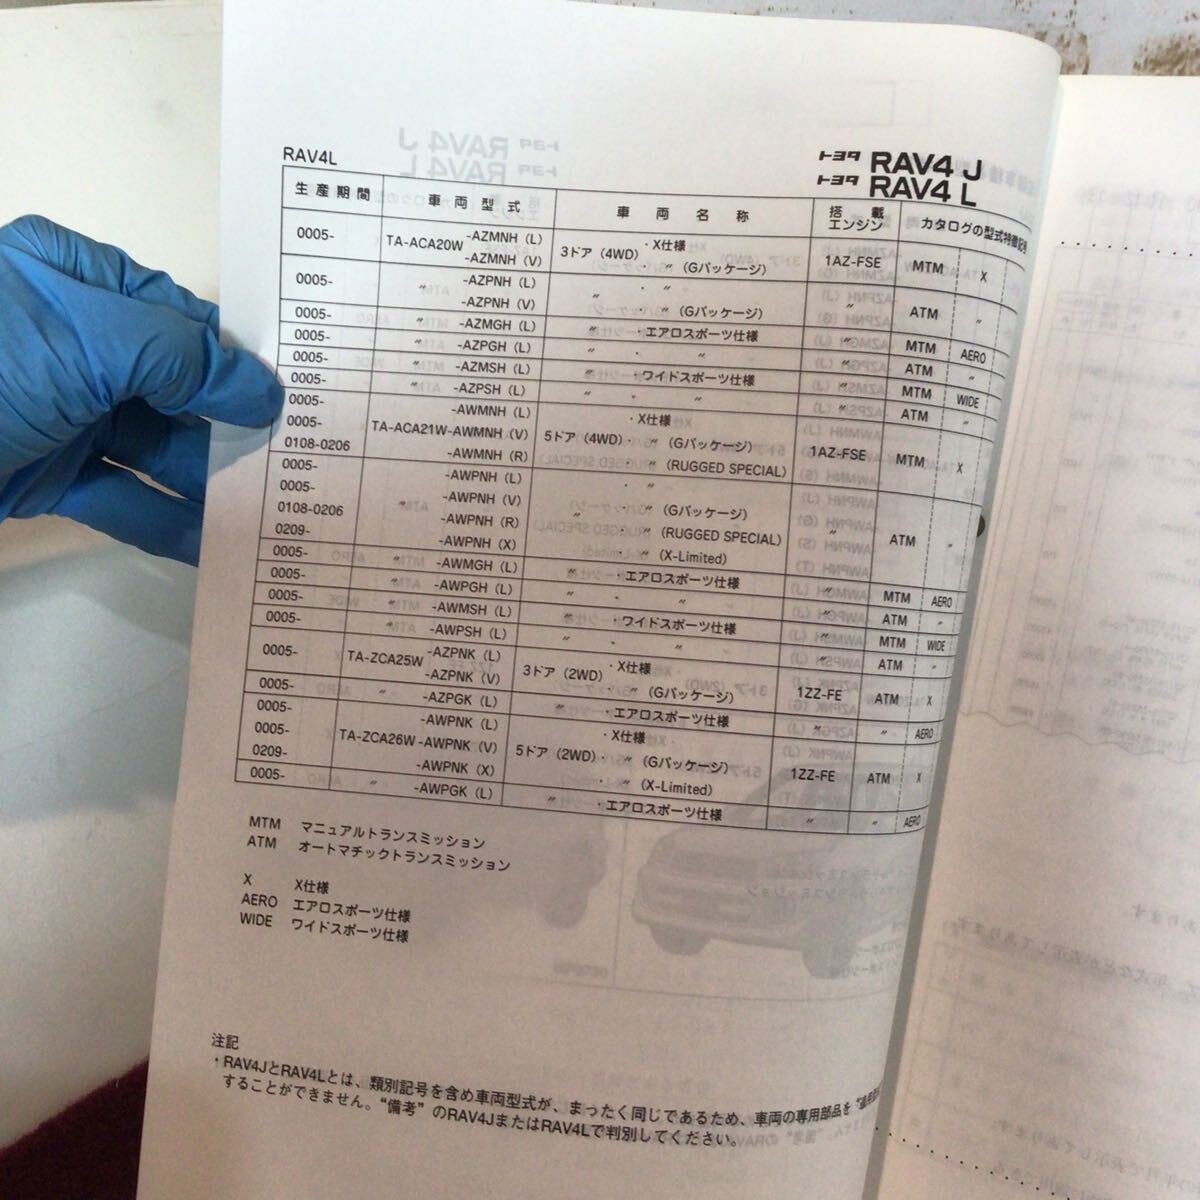 トヨタ RAV4 J
トヨタ RAV4 L
RAV4L
生産期間 車両型式 車両名称 搭載エンジン カタログの型式特徴記号
0005- TA-ACA20W -AZMNH (L) 3ドア (4WD) ・X仕様 1AZ-FSE MTM X
-AZMNH (V) ・ 〃 (Gパッケージ)
0005- 〃 -AZPNH (L) 〃 ・ 〃 〃 ATM 〃
-AZPNH (V) ・ 〃 (Gパッケージ)
0005- 〃 -AZMGH (L) 〃 ・エアロスポーツ仕様 〃 MTM AERO
0005- 〃 -AZPGH (L) 〃 ・ 〃 〃 ATM 〃
0005- 〃 -AZMSH (L) 〃 ・ワイドスポーツ仕様 〃 MTM WIDE
0005- 〃 -AZPSH (L) 〃 ・ 〃 〃 ATM 〃
0005- -AWMNH (L) ・X仕様
0005- TA-ACA21W-AWMNH (V) 5ドア (4WD) ・ 〃 (Gパッケージ) 1AZ-FSE MTM X
0108-0206 -AWMNH (R) ・ 〃 (RUGGED SPECIAL)
0005- -AWPNH (L) ・ 〃
0005- 〃 -AWPNH (V) ・ 〃 (Gパッケージ)
0108-0206 -AWPNH (R) 〃 ・ 〃 (RUGGED SPECIAL) 〃 ATM 〃
0209- -AWPNH (X) ・ 〃 (X-Limited)
0005- 〃 -AWMGH (L) 〃 ・エアロスポーツ仕様 〃 MTM AERO
0005- 〃 -AWPGH (L) 〃 ・ 〃 〃 ATM 〃
0005- 〃 -AWMSH (L) 〃 ・ワイドスポーツ仕様 〃 MTM WIDE
0005- 〃 -AWPSH (L) 〃 ・ 〃 〃 ATM 〃
0005- TA-ZCA25W -AZPNK (L) 3ドア (2WD) ・X仕様 1ZZ-FE ATM X
-AZPNK (V) ・ 〃 (Gパッケージ)
0005- 〃 -AZPGK (L) 〃 ・エアロスポーツ仕様 〃 〃 AERO
0005- -AWPNK (L) ・X仕様
0005- TA-ZCA26W -AWPNK (V) 5ドア (2WD) ・ 〃 (Gパッケージ) 1ZZ-FE ATM X
0209- -AWPNK (X) ・ 〃 (X-Limited)
0005- 〃 -AWPGK (L) 〃 ・エアロスポーツ仕様 〃 〃 AERO
MTM マニュアルトランスミッション
ATM オートマチックトランスミッション
X X仕様
AERO エアロスポーツ仕様
WIDE ワイドスポーツ仕様
注記
・RAV4JとRAV4Lとは、類別記号を含め車両型式が、まったく同じであるため、車両の専用部品を
することができません。“備考”のRAV4JまたはRAV4Lで判別してください。